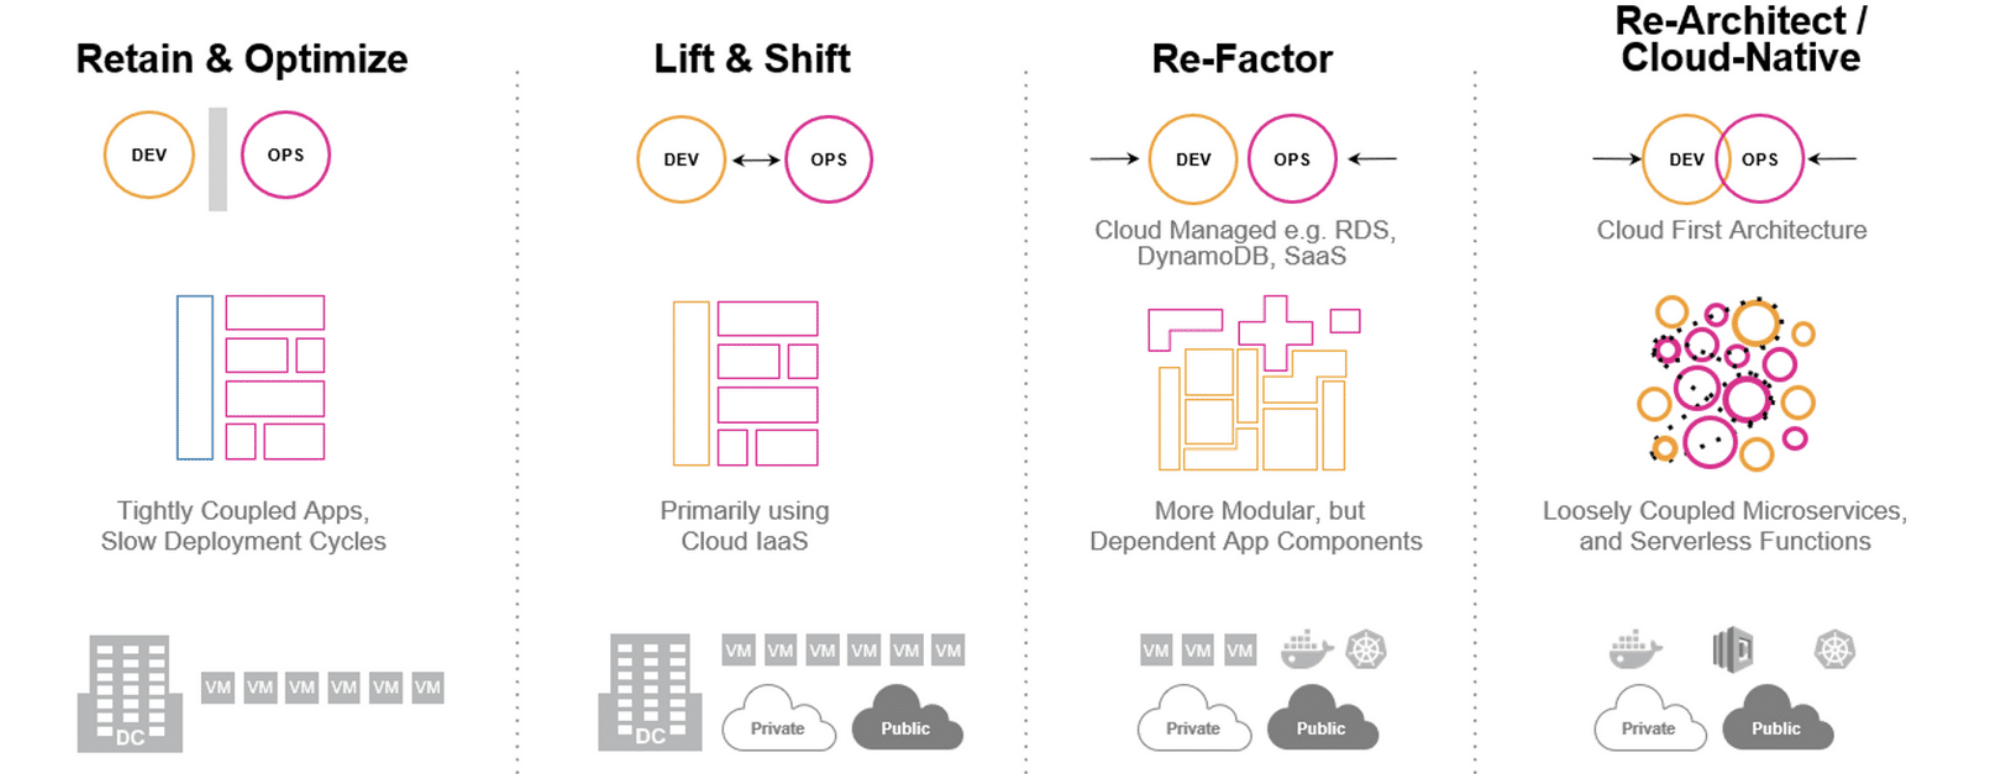 Retain & Optimize
DEV
OPS
Tightly Coupled Apps,
Slow Deployment Cycles
DC
VM VM VM VM VM VM
Lift & Shift
DEV
OPS
Primarily using
Cloud IaaS
DC
VM VM VM VM VM VM
Private
Public
Re-Factor
DEV
OPS
Cloud Managed e.g. RDS,
DynamoDB, SaaS
More Modular, but
Dependent App Components
VM VM VM
Private
Public
Re-Architect /
Cloud-Native
DEV
OPS
Cloud First Architecture
Loosely Coupled Microservices,
and Serverless Functions
Private
Public